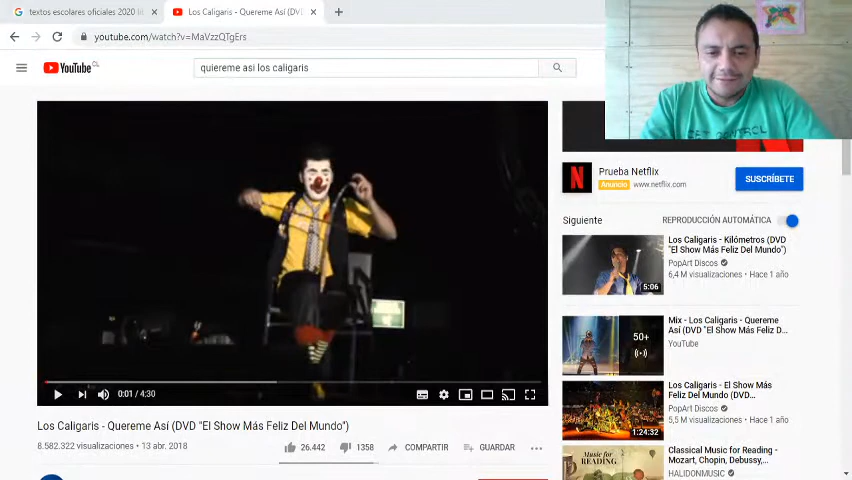 textos escolares oficiales 2020 lib
Los Caligaris - Quereme Así (DVD
youtube.com/watch?v=MaVzzQTgErs
YouTube CL
quiereme asi los caligaris
GET CONTROL
Prueba Netflix
Anuncio www.netflix.com
SUSCRÍBETE
Siguiente
REPRODUCCIÓN AUTOMÁTICA
Los Caligaris - Kilómetros (DVD
"El Show Más Feliz Del Mundo")
PopArt Discos
6,4 M visualizaciones • Hace 1 año
5:06
Mix - Los Caligaris - Quereme
Así (DVD "El Show Más Feliz D...
YouTube
50+
Los Caligaris - El Show Más
Feliz Del Mundo (DVD...
PopArt Discos
5,5 M visualizaciones • Hace 1 año
1:24:32
Classical Music for Reading -
Mozart, Chopin, Debussy,...
HALIDONMUSIC
Music for
READING
0:01 / 4:30
Los Caligaris - Quereme Así (DVD "El Show Más Feliz Del Mundo")
8.582.322 visualizaciones • 13 abr. 2018
26.442
1358
COMPARTIR
GUARDAR